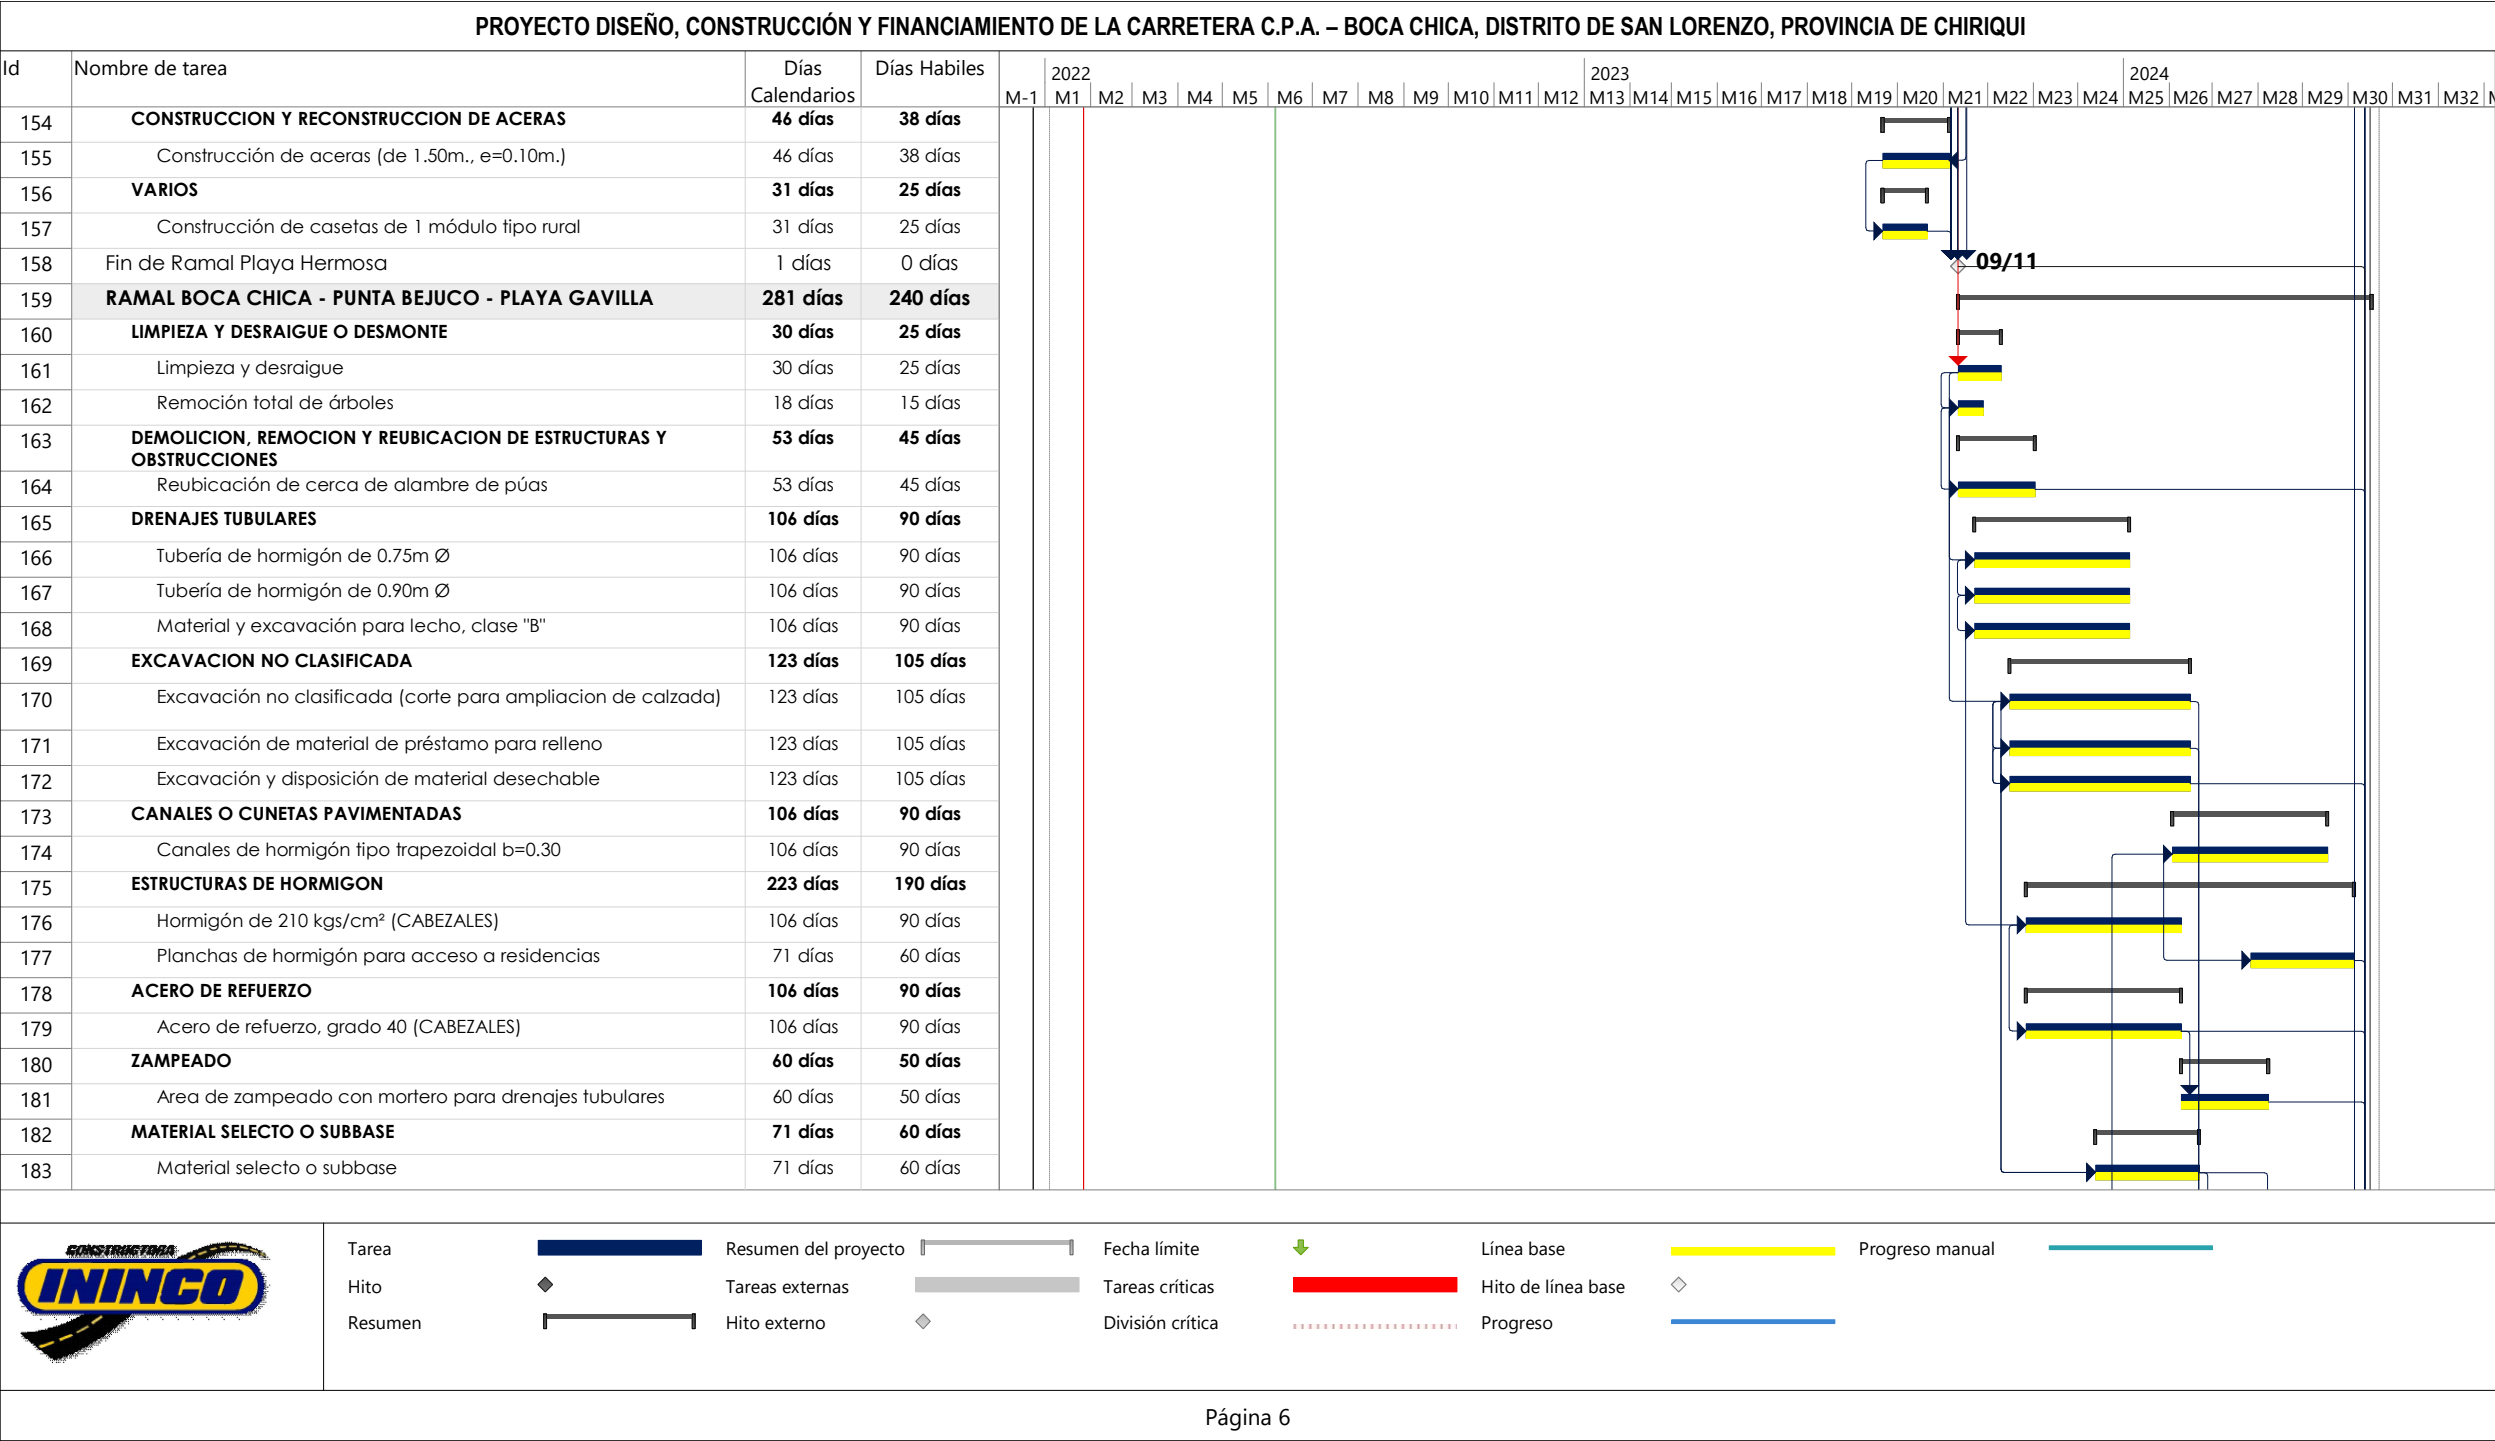 PROYECTO DISEÑO, CONSTRUCCIÓN Y FINANCIAMIENTO DE LA CARRETERA C.P.A. – BOCA CHICA, DISTRITO DE SAN LORENZO, PROVINCIA DE CHIRIQUI
Id Nombre de tarea Días Calendarios Días Habiles
2022 2023 2024
M-1 M1 M2 M3 M4 M5 M6 M7 M8 M9 M10 M11 M12 M13 M14 M15 M16 M17 M18 M19 M20 M21 M22 M23 M24 M25 M26 M27 M28 M29 M30 M31 M32
154 CONSTRUCCION Y RECONSTRUCCION DE ACERAS 46 días 38 días
155 Construcción de aceras (de 1.50m., e=0.10m.) 46 días 38 días
156 VARIOS 31 días 25 días
157 Construcción de casetas de 1 módulo tipo rural 31 días 25 días
158 Fin de Ramal Playa Hermosa 1 días 0 días 09/11
159 RAMAL BOCA CHICA - PUNTA BEJUCO - PLAYA GAVILLA 281 días 240 días
160 LIMPIEZA Y DESRAIGUE O DESMONTE 30 días 25 días
161 Limpieza y desraigue 30 días 25 días
162 Remoción total de árboles 18 días 15 días
163 DEMOLICION, REMOCION Y REUBICACION DE ESTRUCTURAS Y 53 días 45 días
OBSTRUCCIONES
164 Reubicación de cerca de alambre de púas 53 días 45 días
165 DRENAJES TUBULARES 106 días 90 días
166 Tubería de hormigón de 0.75m Ø 106 días 90 días
167 Tubería de hormigón de 0.90m Ø 106 días 90 días
168 Material y excavación para lecho, clase "B" 106 días 90 días
169 EXCAVACION NO CLASIFICADA 123 días 105 días
170 Excavación no clasificada (corte para ampliacion de calzada) 123 días 105 días
171 Excavación de material de préstamo para relleno 123 días 105 días
172 Excavación y disposición de material desechable 123 días 105 días
173 CANALES O CUNETAS PAVIMENTADAS 106 días 90 días
174 Canales de hormigón tipo trapezoidal b=0.30 106 días 90 días
175 ESTRUCTURAS DE HORMIGON 223 días 190 días
176 Hormigón de 210 kgs/cm² (CABEZALES) 106 días 90 días
177 Planchas de hormigón para acceso a residencias 71 días 60 días
178 ACERO DE REFUERZO 106 días 90 días
179 Acero de refuerzo, grado 40 (CABEZALES) 106 días 90 días
180 ZAMPEADO 60 días 50 días
181 Area de zampeado con mortero para drenajes tubulares 60 días 50 días
182 MATERIAL SELECTO O SUBBASE 71 días 60 días
183 Material selecto o subbase 71 días 60 días
CONSTRUCTORA
ININCO
Tarea Resumen del proyecto Fecha límite Línea base Progreso manual
Hito Tareas externas Tareas críticas Hito de línea base
Resumen Hito externo División crítica Progreso
Página 6